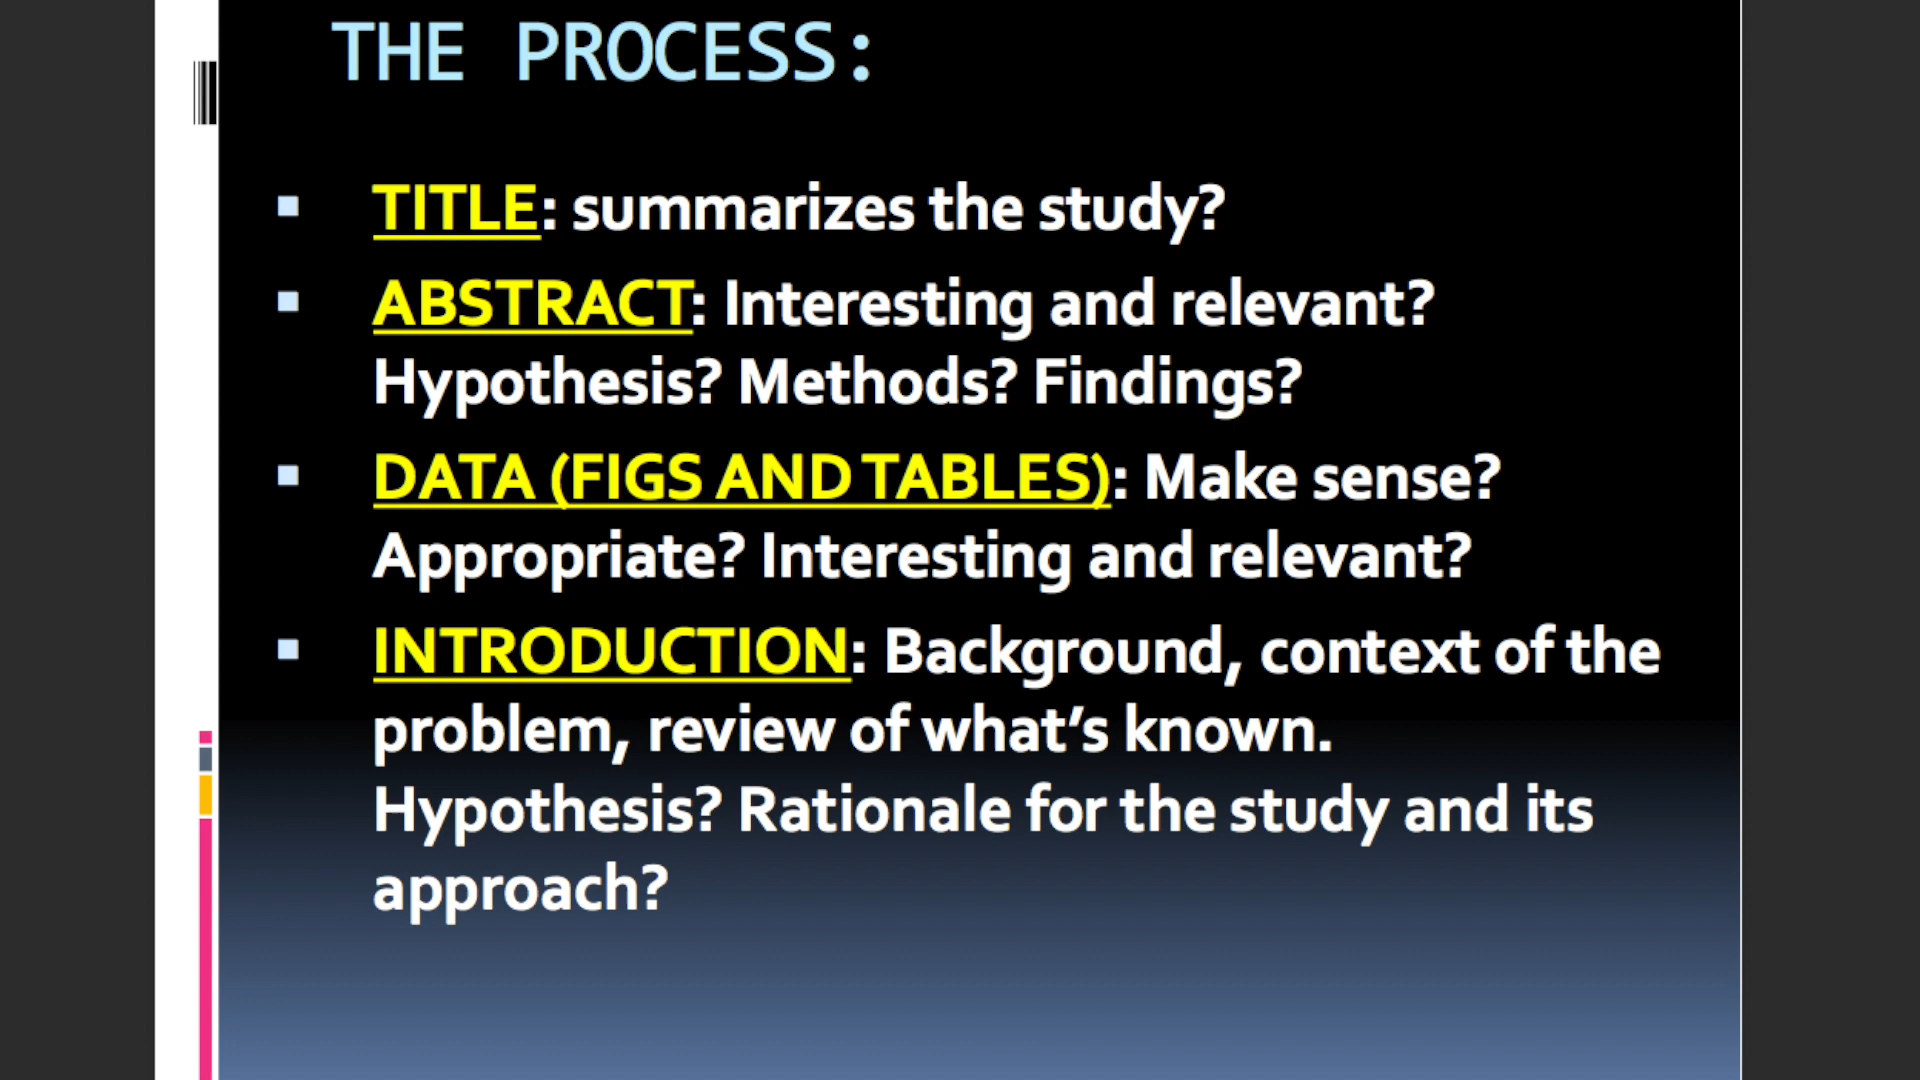 THE PROCESS:
TITLE: summarizes the study?
ABSTRACT: Interesting and relevant?
Hypothesis? Methods? Findings?
DATA (FIGS AND TABLES): Make sense?
Appropriate? Interesting and relevant?
INTRODUCTION: Background, context of the
problem, review of what’s known.
Hypothesis? Rationale for the study and its
approach?